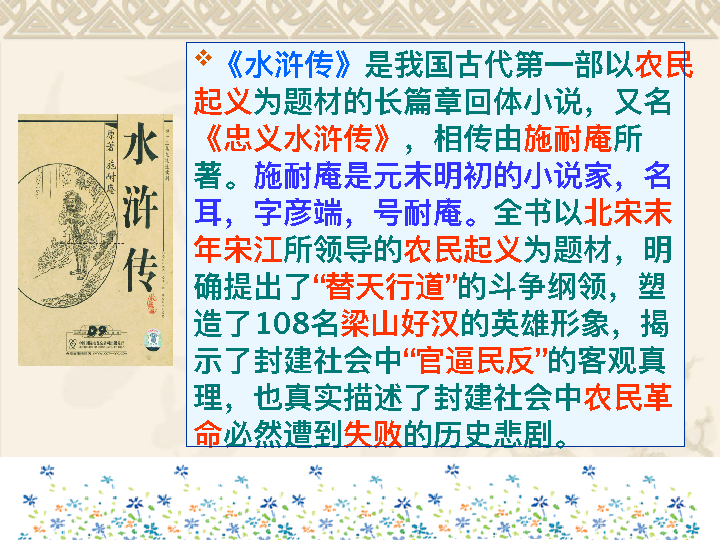 《水浒传》是我国古代第一部以农民
起义为题材的长篇章回体小说，又名
《忠义水浒传》，相传由施耐庵所
著。施耐庵是元末明初的小说家，名
耳，字彦端，号耐庵。全书以北宋末
年宋江所领导的农民起义为题材，明
确提出了“替天行道”的斗争纲领，塑
造了108名梁山好汉的英雄形象，揭
示了封建社会中“官逼民反”的客观真
理，也真实描述了封建社会中农民革
命必然遭到失败的历史悲剧。
水浒传
原著 施耐庵